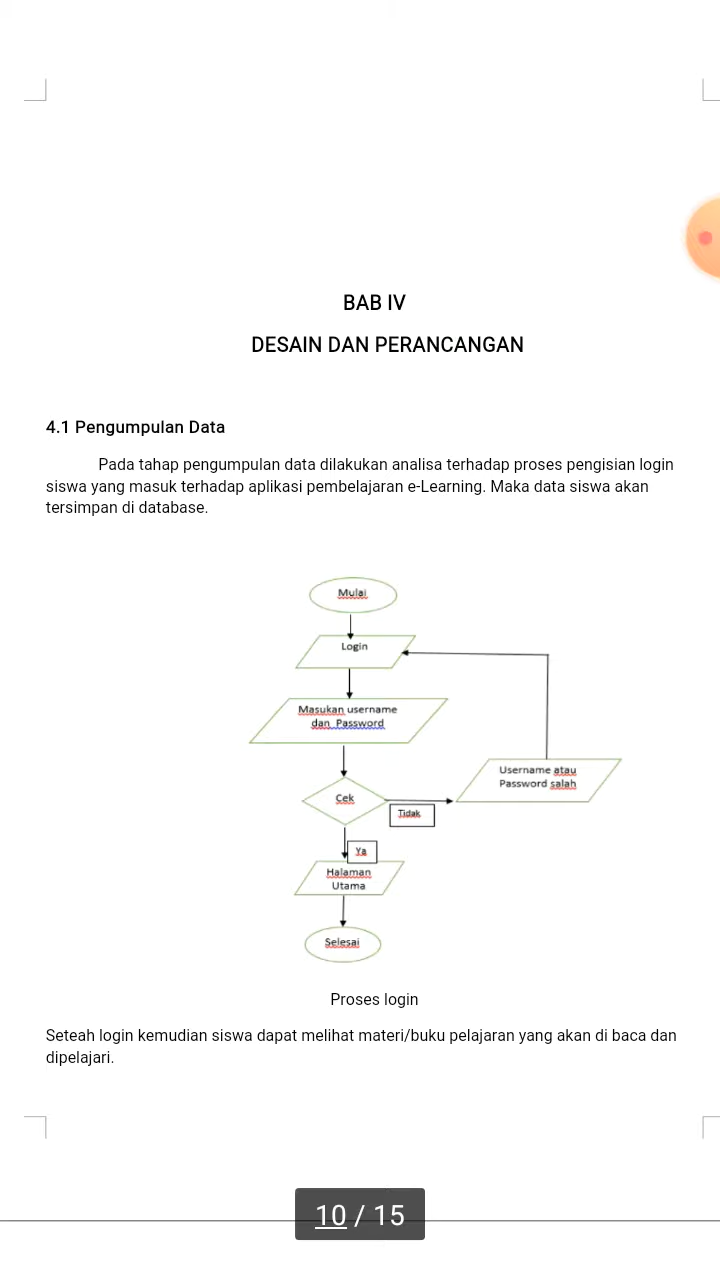 BAB IV
DESAIN DAN PERANCANGAN
4.1 Pengumpulan Data
Pada tahap pengumpulan data dilakukan analisa terhadap proses pengisian login
siswa yang masuk terhadap aplikasi pembelajaran e-Learning. Maka data siswa akan
tersimpan di database.
Mulai
Login
Masukan username
dan Password
Username atau
Password salah
Cek
Tidak
Ya
Halaman
Utama
Selesai
Proses login
Seteah login kemudian siswa dapat melihat materi/buku pelajaran yang akan di baca dan
dipelajari.
10 / 15